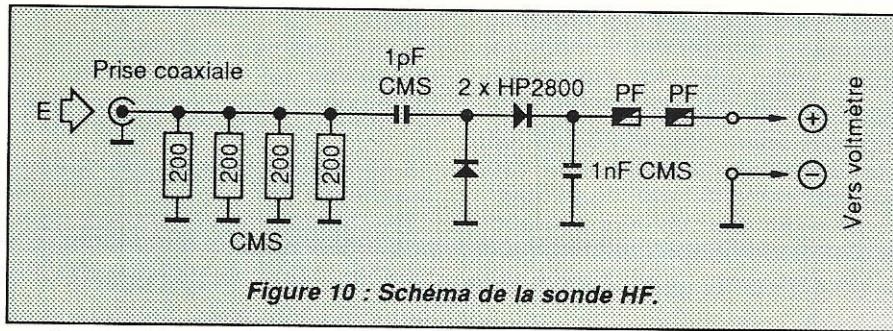 1pF
Prise coaxiale
CMS
2 x HP2800
PF
PF
E
+
200
200
200
200
1nF CMS
−
Vers voltmètre
CMS
Figure 10 : Schéma de la sonde HF.